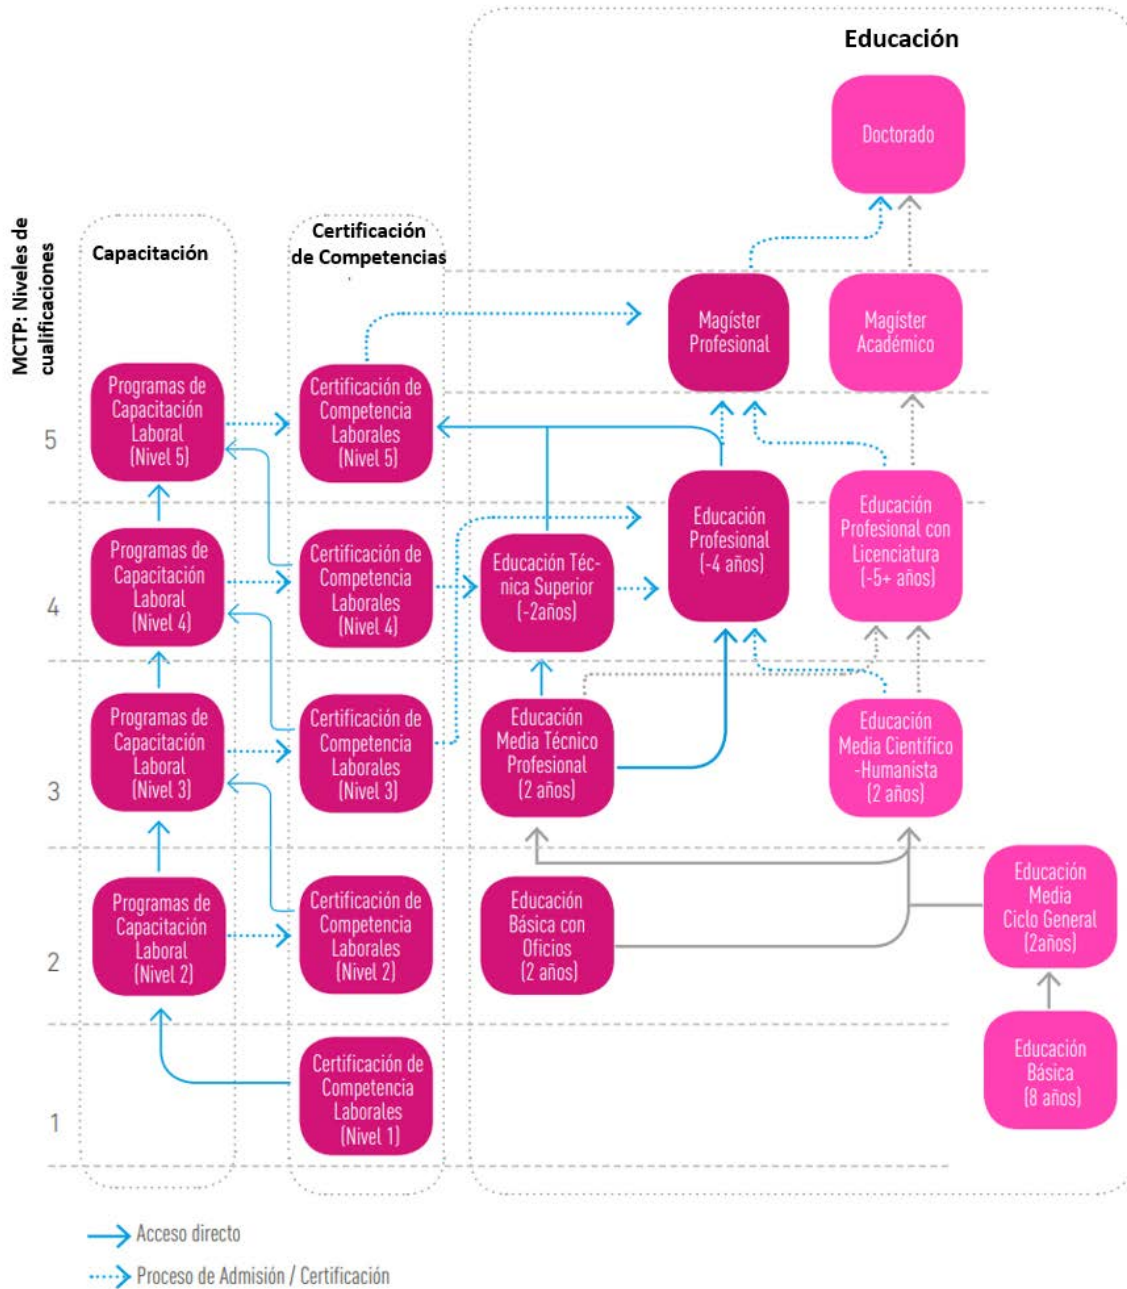 Educación
Doctorado
MCTP: Niveles de
cualificaciones
Capacitación
Certificación
de Competencias
Magíster
Profesional
Magíster
Académico
5
Programas de
Capacitación
Laboral
(Nivel 5)
Certificación de
Competencia
Laborales
(Nivel 5)
4
Programas de
Capacitación
Laboral
(Nivel 4)
Certificación de
Competencia
Laborales
(Nivel 4)
Educación Téc-
nica Superior
(-2años)
Educación
Profesional
(-4 años)
Educación
Profesional con
Licenciatura
(-5+ años)
3
Programas de
Capacitación
Laboral
(Nivel 3)
Certificación de
Competencia
Laborales
(Nivel 3)
Educación
Media Técnico
Profesional
(2 años)
Educación
Media Científico
-Humanista
(2 años)
2
Programas de
Capacitación
Laboral
(Nivel 2)
Certificación de
Competencia
Laborales
(Nivel 2)
Educación
Básica con
Oficios
(2 años)
Educación
Media
Ciclo General
(2años)
1
Certificación de
Competencia
Laborales
(Nivel 1)
Educación
Básica
(8 años)
Acceso directo
Proceso de Admisión / Certificación